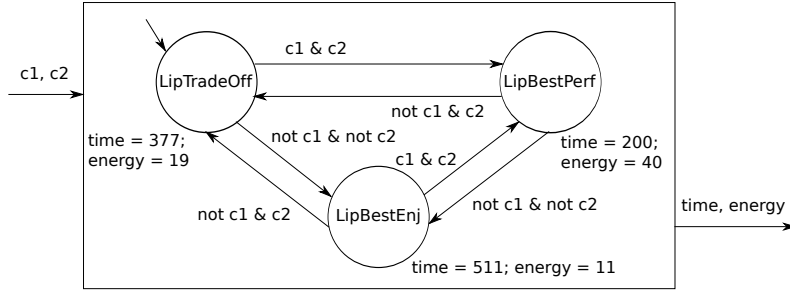 c1 & c2
c1, c2
LipTradeOff
LipBestPerf
not c1 & c2
time = 377;
energy = 19
not c1 & not c2
time = 200;
energy = 40
c1 & c2
not c1 & c2
LipBestEnj
not c1 & not c2
time, energy
time = 511; energy = 11